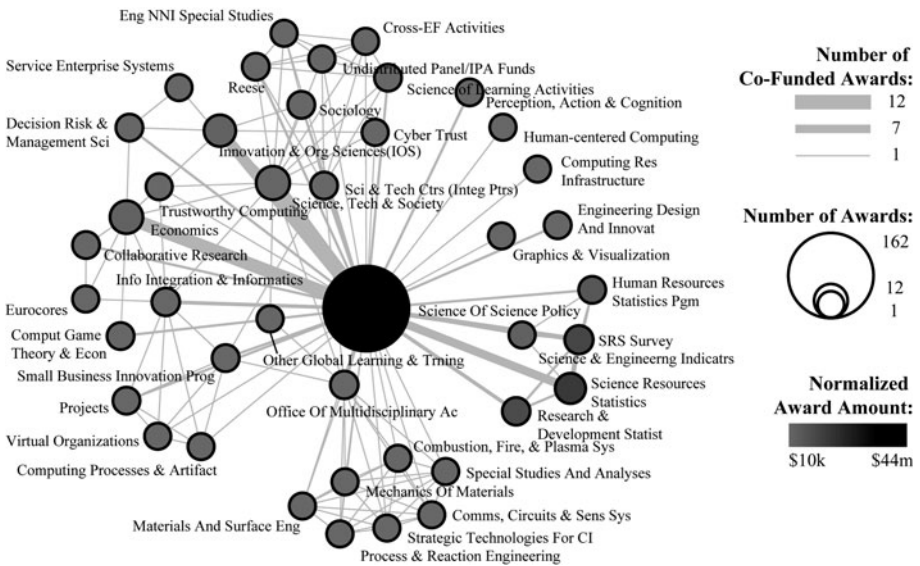 Eng NNI Special Studies
Cross-EF Activities
Service Enterprise Systems
Undistributed Panel/IPA Funds
Reese
Science of Learning Activities
Perception, Action & Cognition
Sociology
Decision Risk &
Management Sci
Cyber Trust
Human-centered Computing
Innovation & Org Sciences(IOS)
Computing Res
Infrastructure
Sci & Tech Ctrs (Integ Ptrs)
Science, Tech & Society
Trustworthy Computing
Economics
Engineering Design
And Innovat
Collaborative Research
Graphics & Visualization
Info Integration & Informatics
Human Resources
Statistics Pgm
Eurocores
Science Of Science Policy
Comput Game
Theory & Econ
SRS Survey
Other Global Learning & Trning
Science & Engineerng Indicatrs
Small Business Innovation Prog
Science Resources
Statistics
Projects
Office Of Multidisciplinary Ac
Research &
Development Statist
Virtual Organizations
Combustion, Fire, & Plasma Sys
Computing Processes & Artifact
Special Studies And Analyses
Mechanics Of Materials
Materials And Surface Eng
Comms, Circuits & Sens Sys
Strategic Technologies For CI
Process & Reaction Engineering
Number of
Co-Funded Awards:
12
7
1
Number of Awards:
162
12
1
Normalized
Award Amount:
$10k $44m